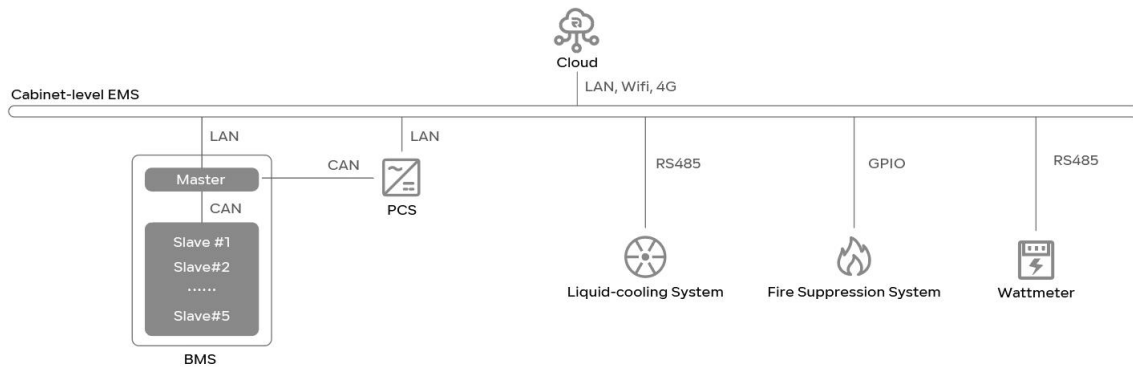 Cloud
LAN, Wifi, 4G
Cabinet-level EMS
LAN
LAN
RS485
GPIO
RS485
CAN
Master
PCS
CAN
Slave #1
Slave#2
......
Slave#5
BMS
Liquid-cooling System
Fire Suppression System
Wattmeter